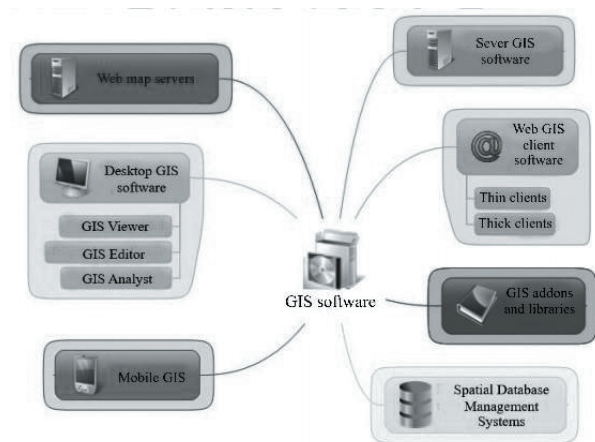 Web map servers
Sever GIS
software
Desktop GIS
software
GIS Viewer
GIS Editor
GIS Analyst
Web GIS
client
software
Thin clients
Thick clients
GIS software
GIS addons
and libraries
Mobile GIS
Spatial Database
Management
Systems